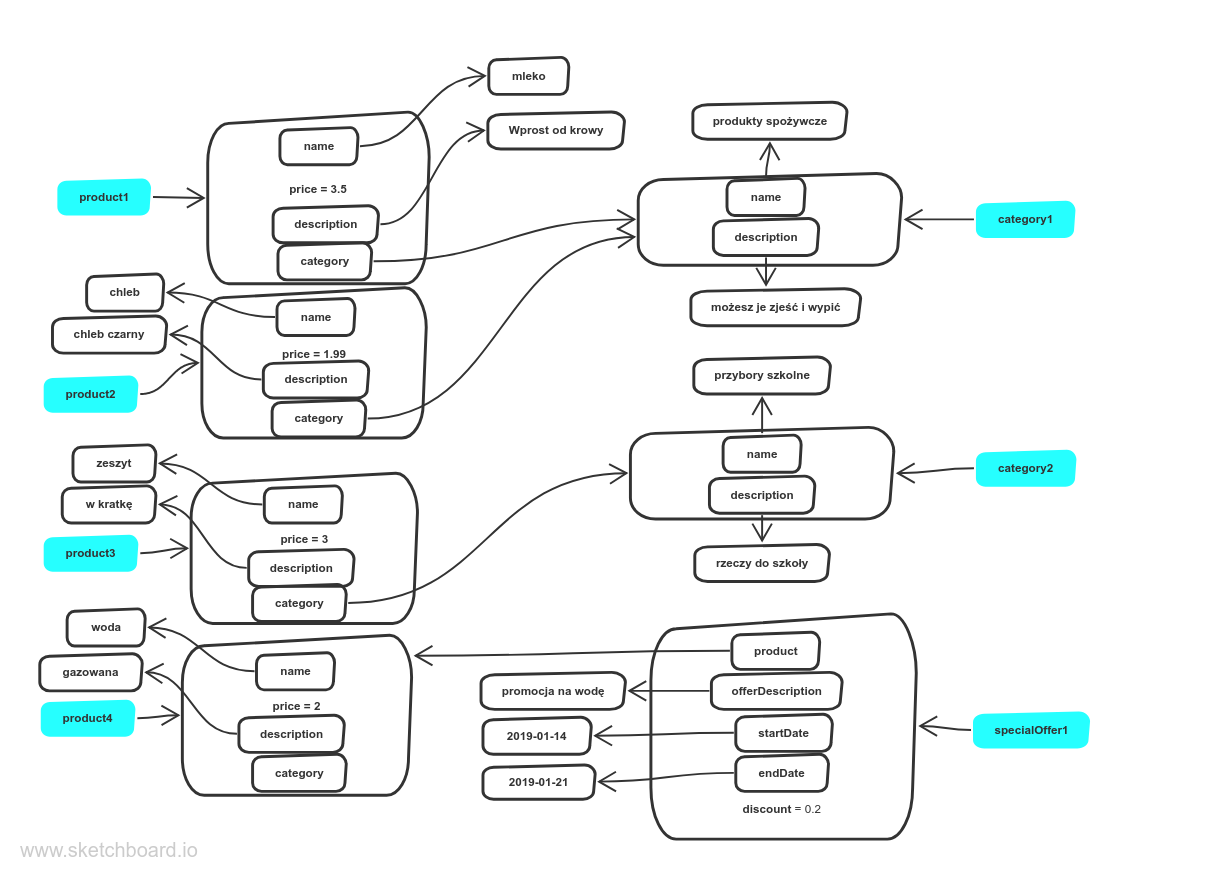 mleko
Wprost od krowy
name
price = 3.5
description
category
product1
produkty spożywcze
name
description
category1
możesz je zjeść i wypić
chleb
chleb czarny
product2
name
price = 1.99
description
category
przybory szkolne
name
description
category2
rzeczy do szkoły
zeszyt
w kratkę
product3
name
price = 3
description
category
woda
gazowana
product4
name
price = 2
description
category
product
promocja na wodę
offerDescription
2019-01-14
startDate
specialOffer1
2019-01-21
endDate
discount = 0.2
www.sketchboard.io